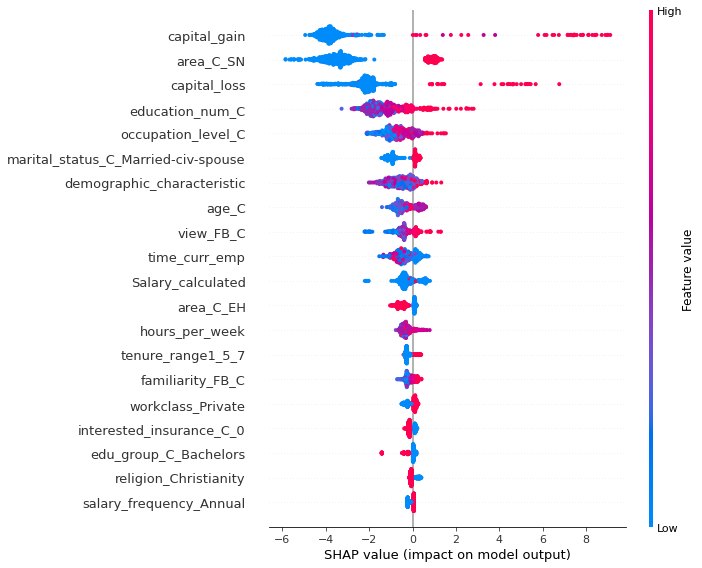 High
capital_gain
area_C_SN
capital_loss
education_num_C
occupation_level_C
marital_status_C_Married-civ-spouse
demographic_characteristic
age_C
view_FB_C
time_curr_emp
Salary_calculated
area_C_EH
hours_per_week
tenure_range1_5_7
familiarity_FB_C
workclass_Private
interested_insurance_C_0
edu_group_C_Bachelors
religion_Christianity
salary_frequency_Annual
Feature value
Low
−6 −4 −2 0 2 4 6 8
SHAP value (impact on model output)